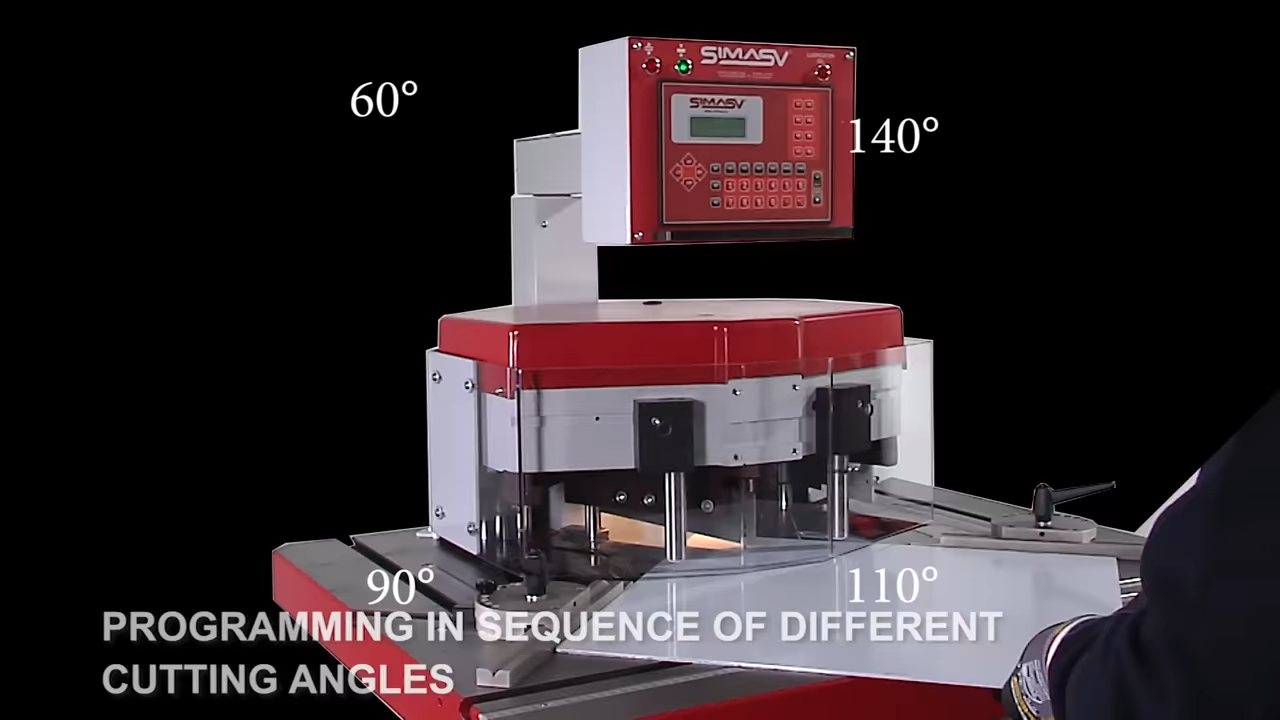 SIMASV
SIMASV
60°
140°
90°
110°
PROGRAMMING IN SEQUENCE OF DIFFERENT
CUTTING ANGLES